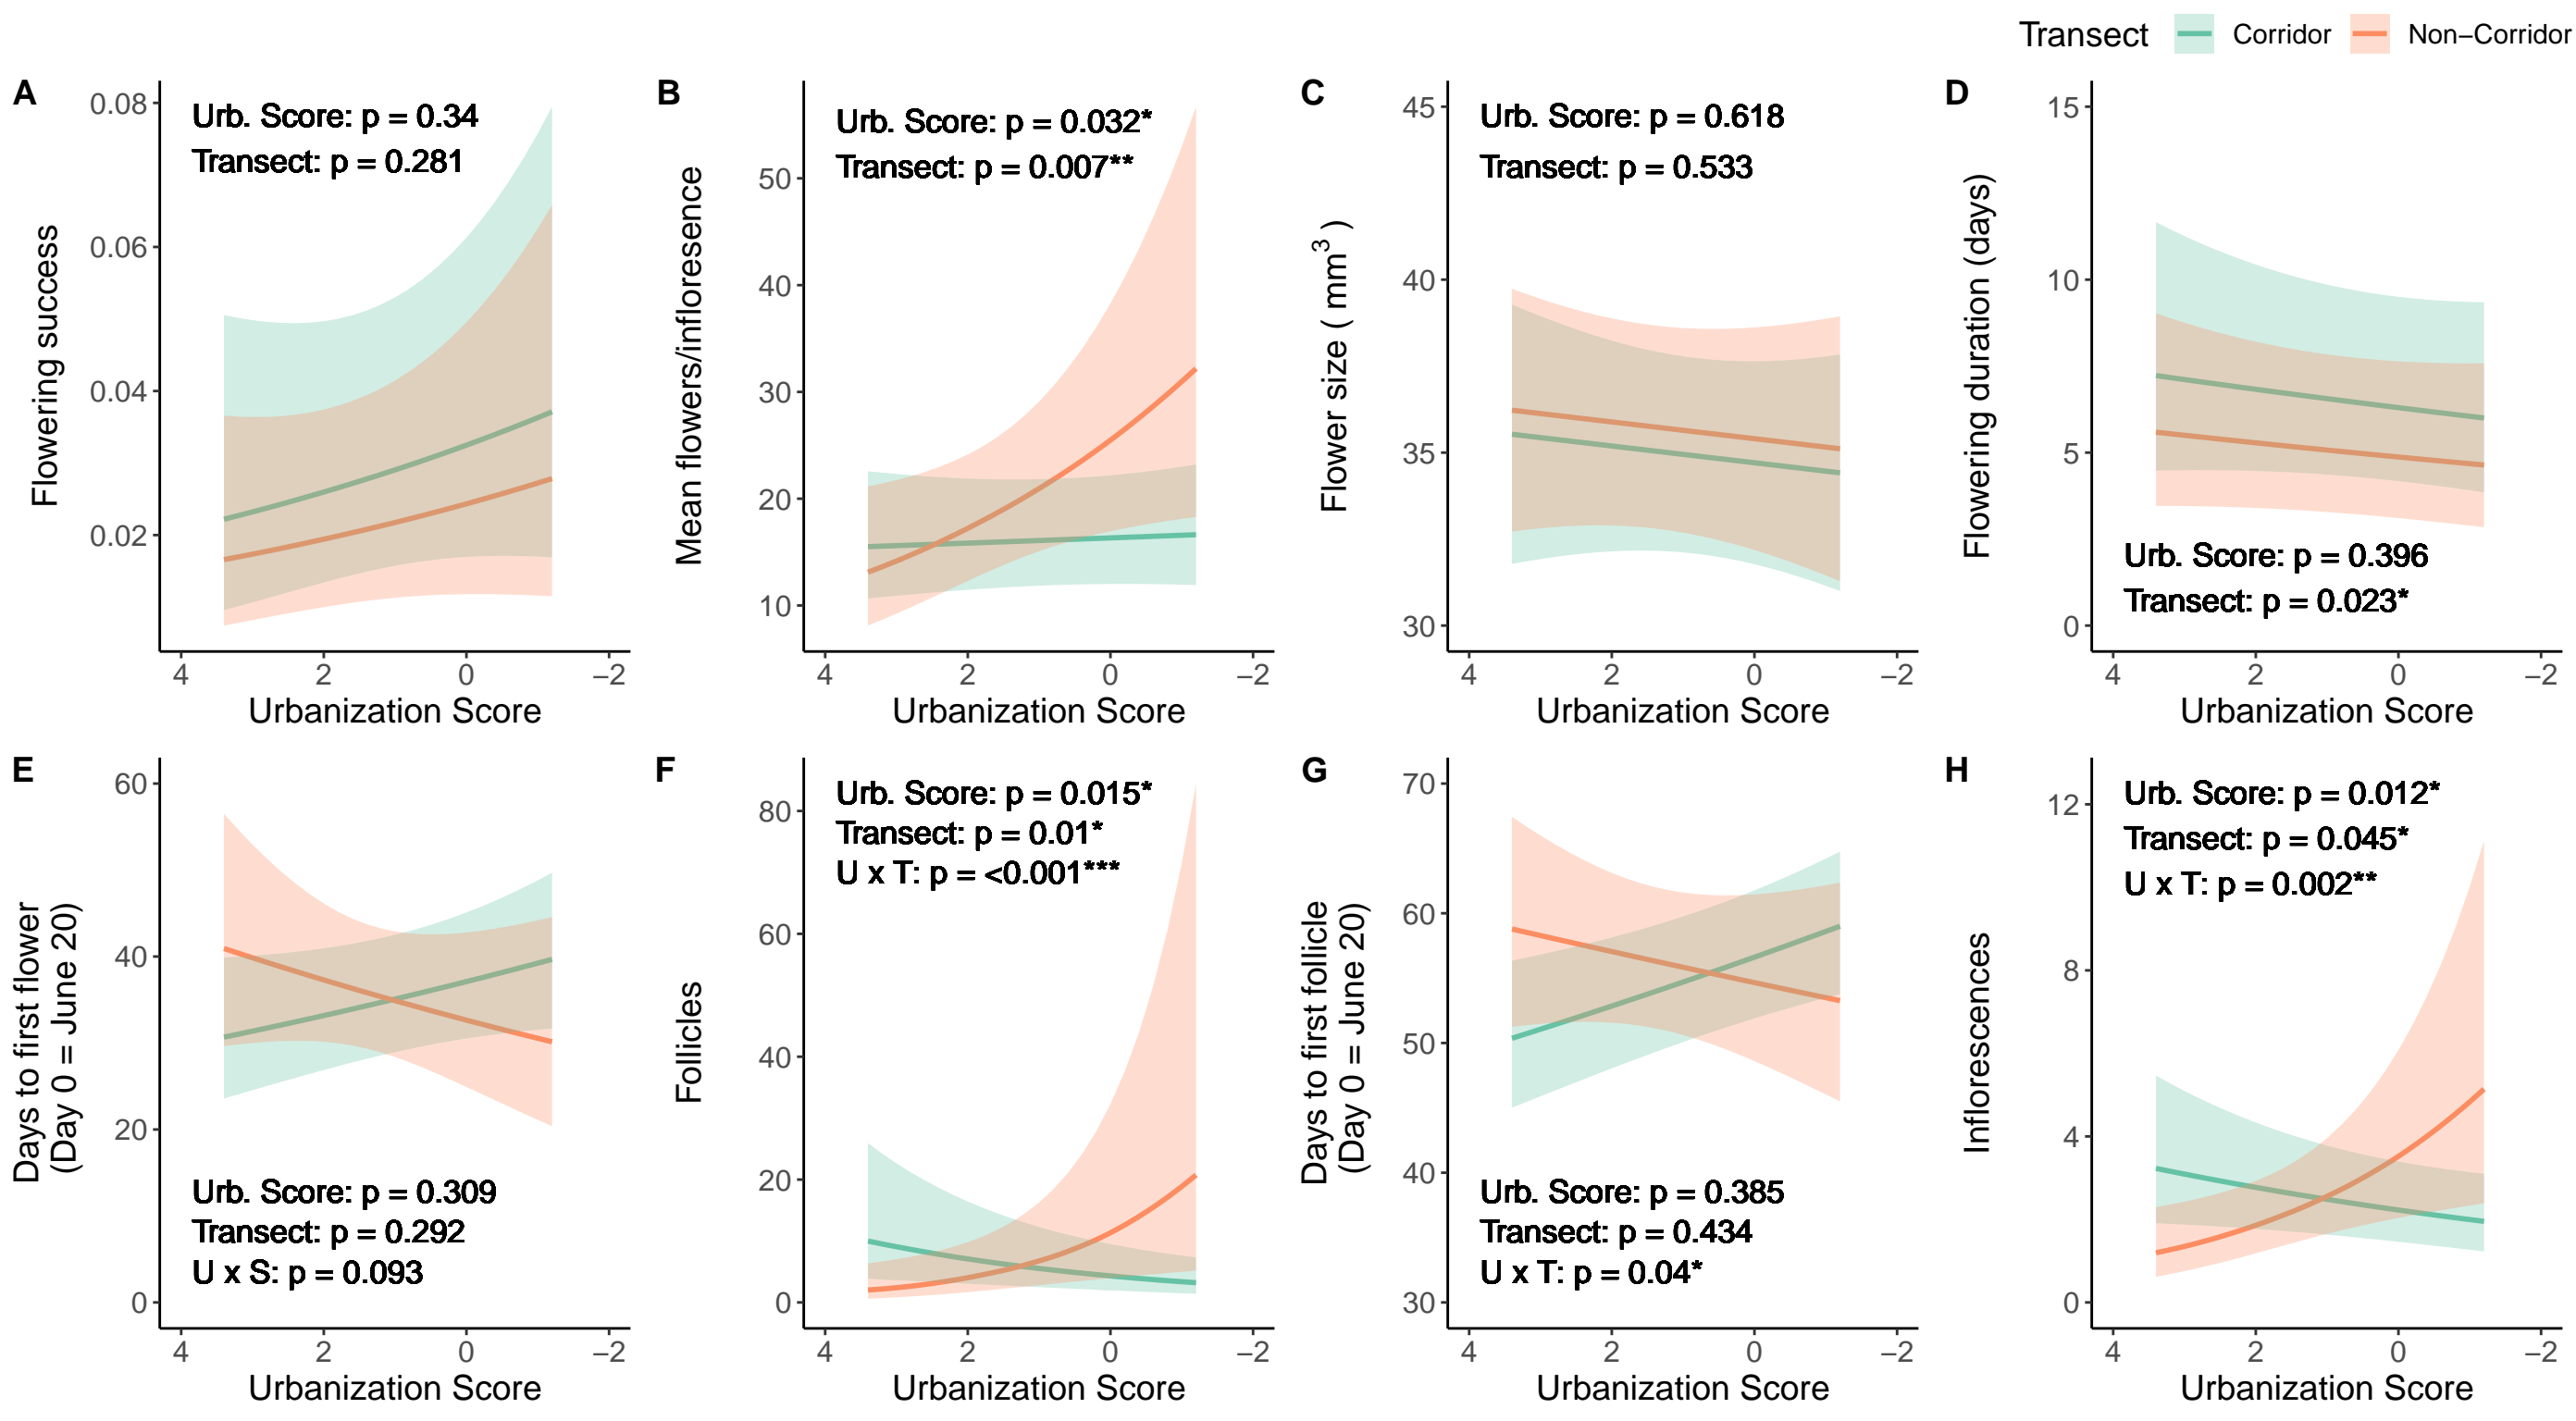 Transect Corridor Non−Corridor
A
Flowering success
0.08
0.06
0.04
0.02
Urb. Score: p = 0.34
Transect: p = 0.281
4 2 0 −2
Urbanization Score
B
Mean flowers/infloresence
50
40
30
20
10
Urb. Score: p = 0.032*
Transect: p = 0.007**
4 2 0 −2
Urbanization Score
C
Flower size ( mm³ )
45
40
35
30
Urb. Score: p = 0.618
Transect: p = 0.533
4 2 0 −2
Urbanization Score
D
Flowering duration (days)
15
10
5
0
Urb. Score: p = 0.396
Transect: p = 0.023*
4 2 0 −2
Urbanization Score
E
Days to first flower
(Day 0 = June 20)
60
40
20
0
Urb. Score: p = 0.309
Transect: p = 0.292
U x S: p = 0.093
4 2 0 −2
Urbanization Score
F
Follicles
80
60
40
20
0
Urb. Score: p = 0.015*
Transect: p = 0.01*
U x T: p = <0.001***
4 2 0 −2
Urbanization Score
G
Days to first follicle
(Day 0 = June 20)
70
60
50
40
30
Urb. Score: p = 0.385
Transect: p = 0.434
U x T: p = 0.04*
4 2 0 −2
Urbanization Score
H
Inflorescences
12
8
4
0
Urb. Score: p = 0.012*
Transect: p = 0.045*
U x T: p = 0.002**
4 2 0 −2
Urbanization Score